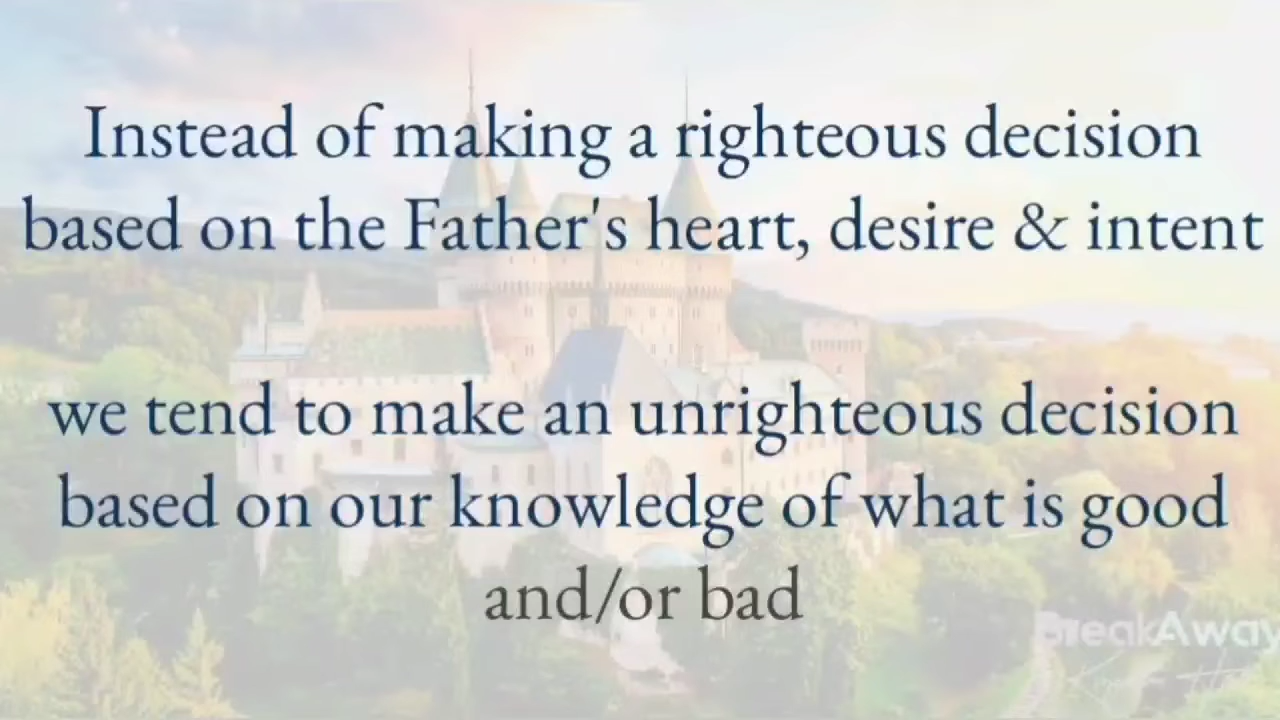 Instead of making a righteous decision
based on the Father's heart, desire & intent
we tend to make an unrighteous decision
based on our knowledge of what is good
and/or bad
BreakAway